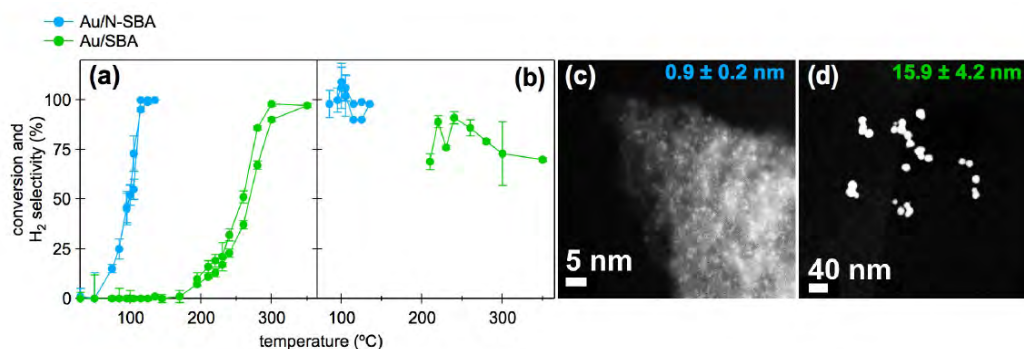 Au/N-SBA
Au/SBA
conversion and
H₂ selectivity (%)
100
75
50
25
0
(a)
(b)
100
200
300
100
200
300
temperature (ºC)
(c)
0.9 ± 0.2 nm
5 nm
(d)
15.9 ± 4.2 nm
40 nm